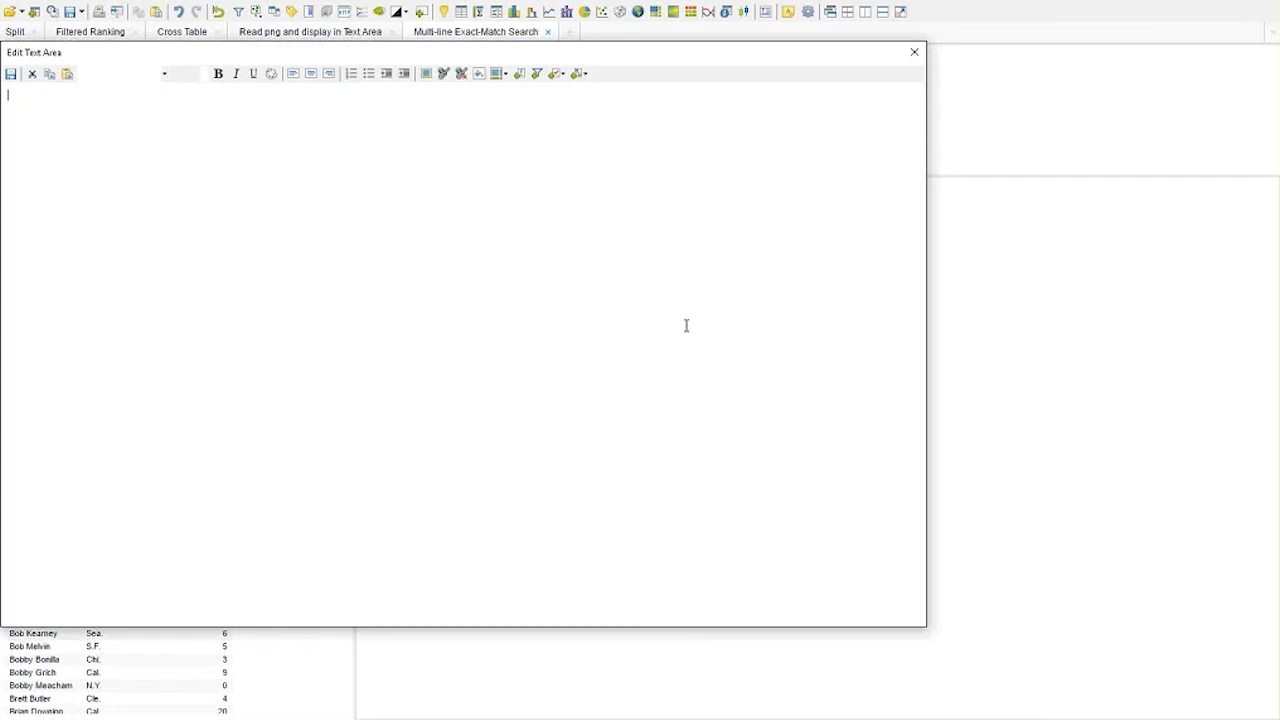 Split
Filtered Ranking
Cross Table
Read png and display in Text Area
Multi-line Exact-Match Search
Edit Text Area
B I U
Bob Kearney Sea. 6
Bob Melvin S.F. 5
Bobby Bonilla Chi. 3
Bobby Grich Cal. 9
Bobby Meacham N.Y. 0
Brett Butler Cle. 4
Brian Downing Cal. 20